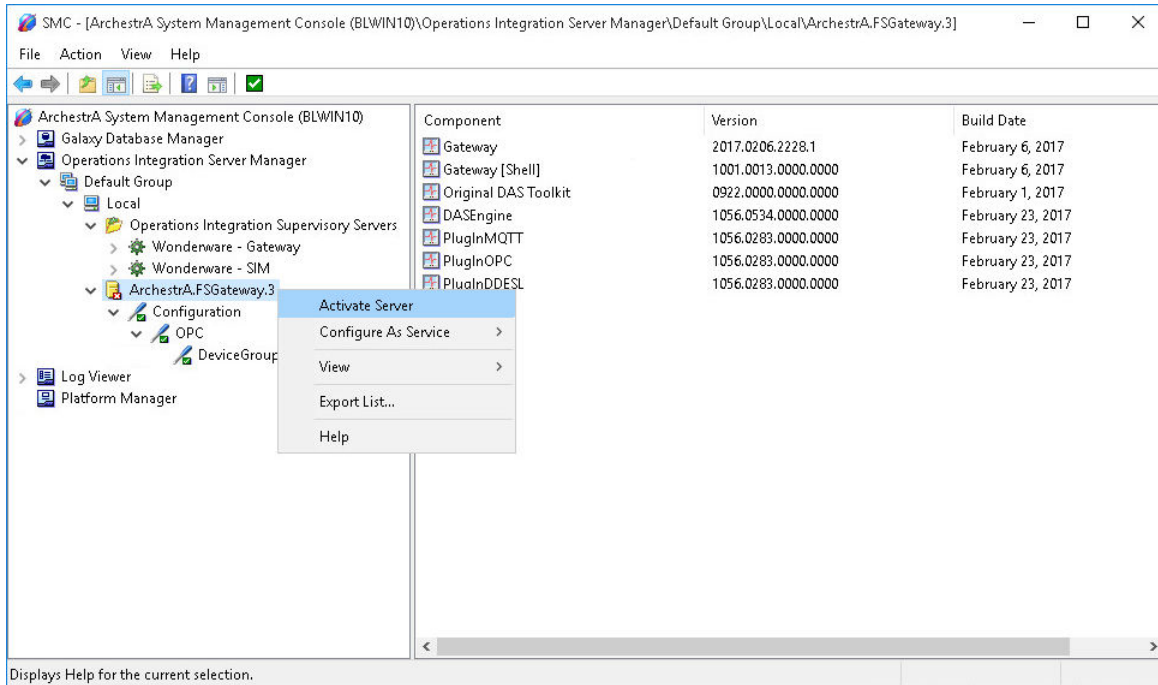 SMC - [ArchestrA System Management Console (BLWIN10)\Operations Integration Server Manager\Default Group\Local\ArchestrA.FSGateway.3]
File Action View Help
ArchestrA System Management Console (BLWIN10)
Galaxy Database Manager
Operations Integration Server Manager
Default Group
Local
Operations Integration Supervisory Servers
Wonderware - Gateway
Wonderware - SIM
ArchestrA.FSGateway.3
Configuration
OPC
DeviceGroup
Log Viewer
Platform Manager
Activate Server
Configure As Service
View
Export List...
Help
Component Version Build Date
Gateway 2017.0206.2228.1 February 6, 2017
Gateway [Shell] 1001.0013.0000.0000 February 6, 2017
Original DAS Toolkit 0922.0000.0000.0000 February 1, 2017
DASEngine 1056.0534.0000.0000 February 23, 2017
PlugInMQTT 1056.0283.0000.0000 February 23, 2017
PlugInOPC 1056.0283.0000.0000 February 23, 2017
PlugInDDESL 1056.0283.0000.0000 February 23, 2017
Displays Help for the current selection.